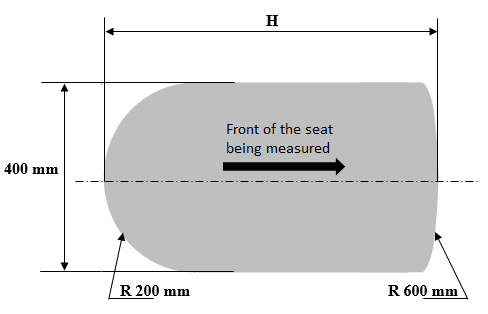 H
Front of the seat
being measured
400 mm
R 200 mm
R 600 mm